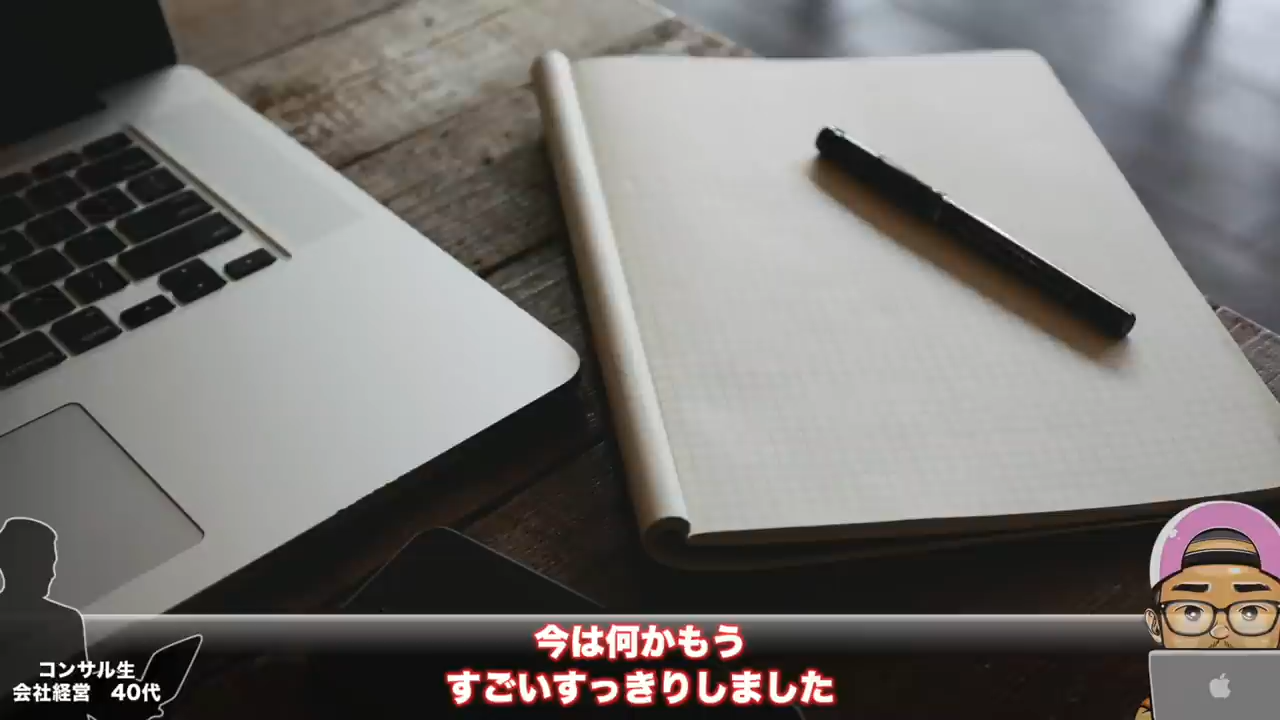 今は何かもう
すごいすっきりしました
コンサル生
会社経営 40代